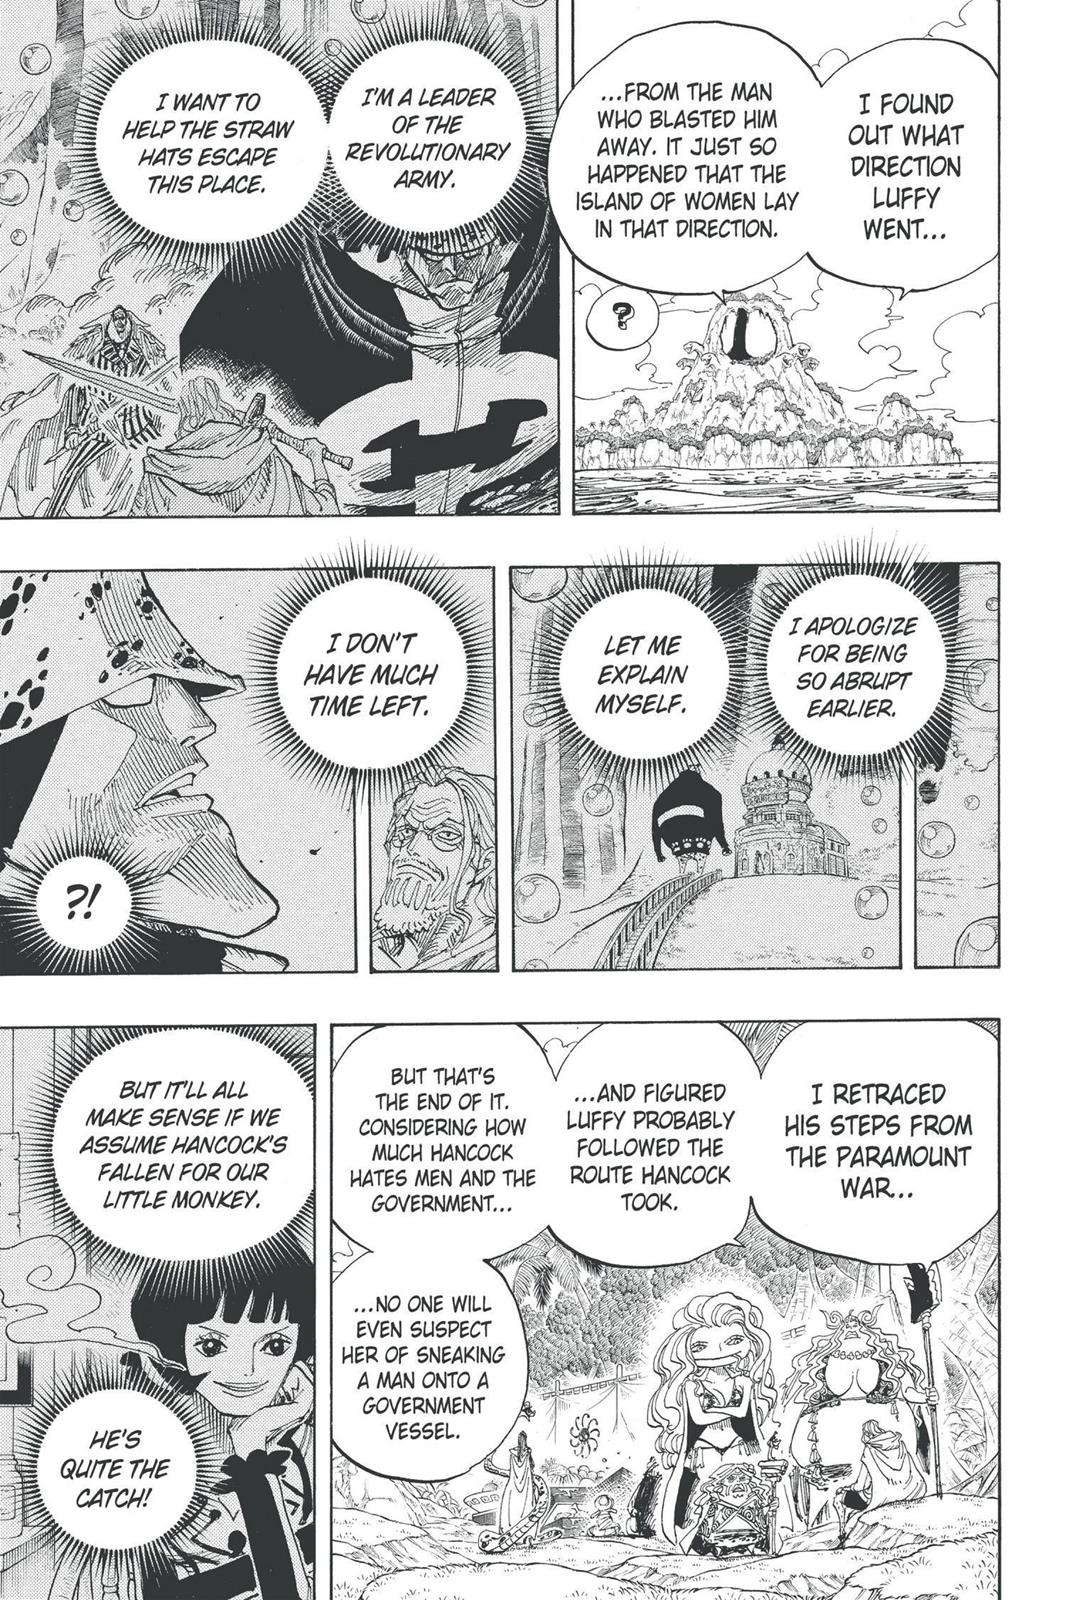 I FOUND
OUT WHAT
DIRECTION
LUFFY
WENT...
...FROM THE MAN
WHO BLASTED HIM
AWAY. IT JUST SO
HAPPENED THAT THE
ISLAND OF WOMEN LAY
IN THAT DIRECTION.
?
I'M A LEADER
OF THE
REVOLUTIONARY
ARMY.
I WANT TO
HELP THE STRAW
HATS ESCAPE
THIS PLACE.
I APOLOGIZE
FOR BEING
SO ABRUPT
EARLIER.
LET ME
EXPLAIN
MYSELF.
I DON'T
HAVE MUCH
TIME LEFT.
?!
I RETRACED
HIS STEPS FROM
THE PARAMOUNT
WAR...
...AND FIGURED
LUFFY PROBABLY
FOLLOWED THE
ROUTE HANCOCK
TOOK.
BUT THAT'S
THE END OF IT.
CONSIDERING HOW
MUCH HANCOCK
HATES MEN AND THE
GOVERNMENT...
...NO ONE WILL
EVEN SUSPECT
HER OF SNEAKING
A MAN ONTO A
GOVERNMENT
VESSEL.
BUT IT'LL ALL
MAKE SENSE IF WE
ASSUME HANCOCK'S
FALLEN FOR OUR
LITTLE MONKEY.
HE'S
QUITE THE
CATCH!